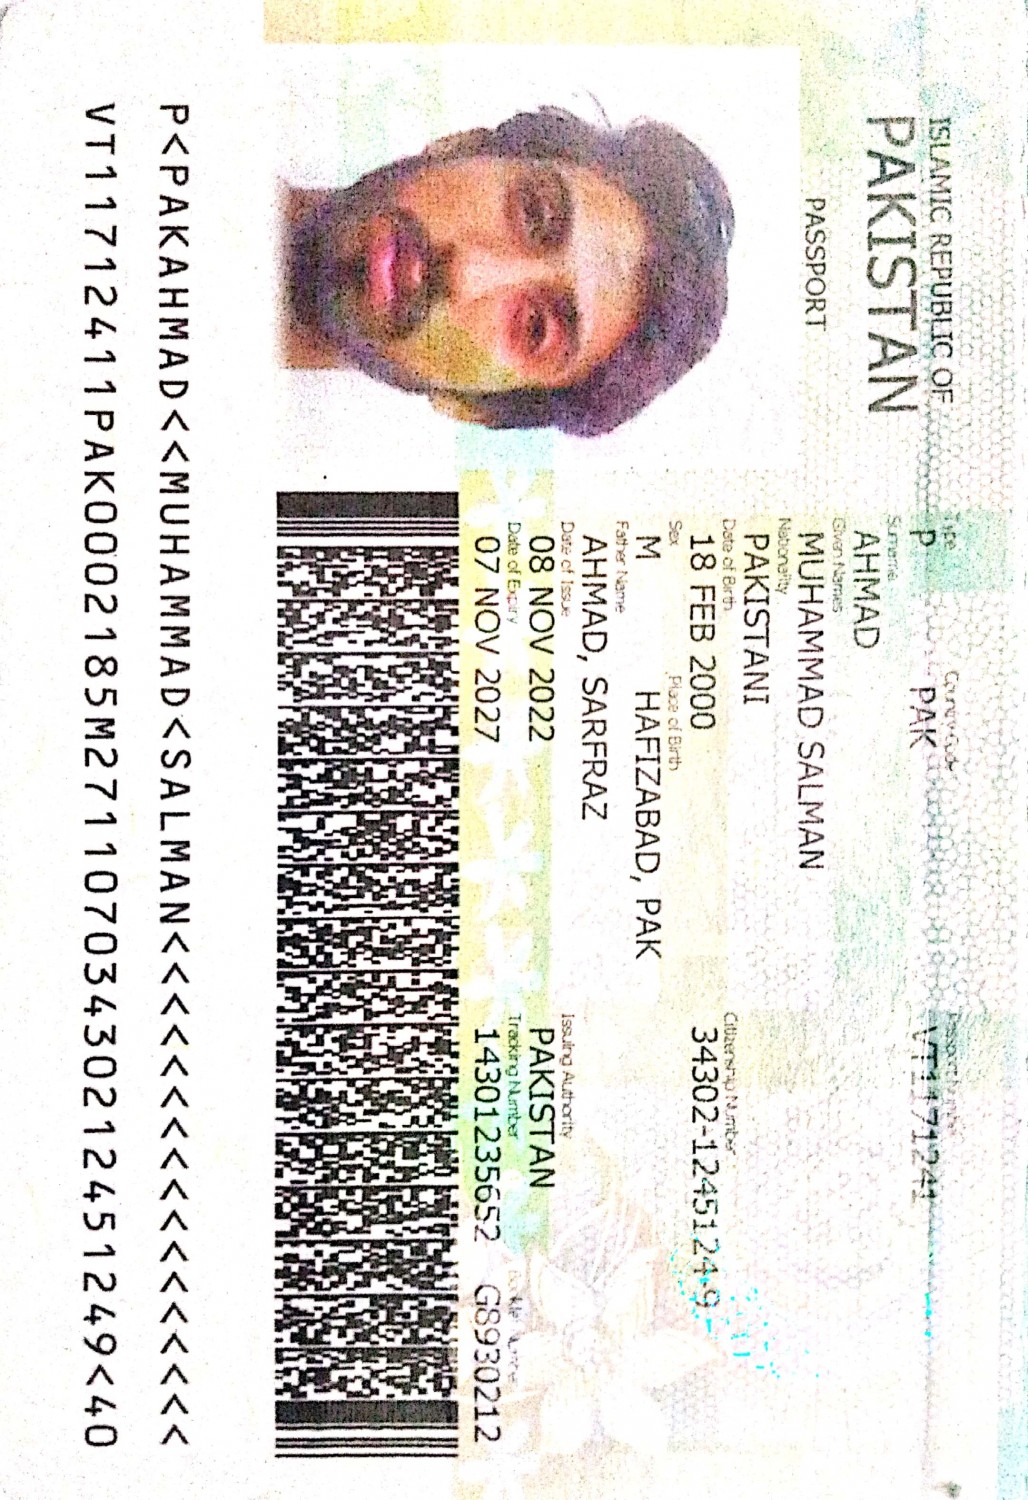 ISLAMIC REPUBLIC OF
PAKISTAN
PASSPORT
Type Country Code Passport Number
P PAK VT1171241
Surname
AHMAD
Given Names
MUHAMMAD SALMAN
Nationality
PAKISTANI
Date of Birth Citizenship Number
18 FEB 2000 34302-1245124-9
Sex Place of Birth
M HAFIZABAD, PAK
Father Name
AHMAD, SARFRAZ
Date of Issue Issuing Authority
08 NOV 2022 PAKISTAN
Date of Expiry Tracking Number Booklet Number
07 NOV 2027 14301235652 G8930212
P<PAKAHMAD<<MUHAMMAD<SALMAN<<<<<<<<<<<<<<<<<
VT11712411PAK0002185M27110703430212451249<40